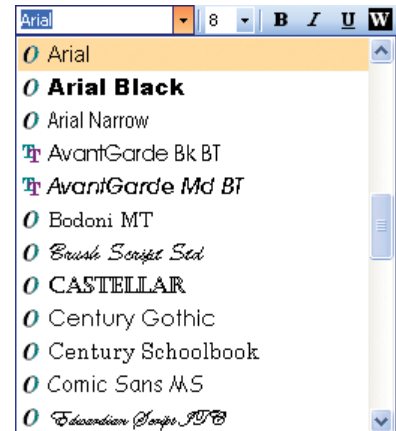 Arial 8 B I U W
Arial
Arial Black
Arial Narrow
AvantGarde Bk BT
AvantGarde Md BT
Bodoni MT
Brush Script Std
CASTELLAR
Century Gothic
Century Schoolbook
Comic Sans MS
Edwardian Script ITC